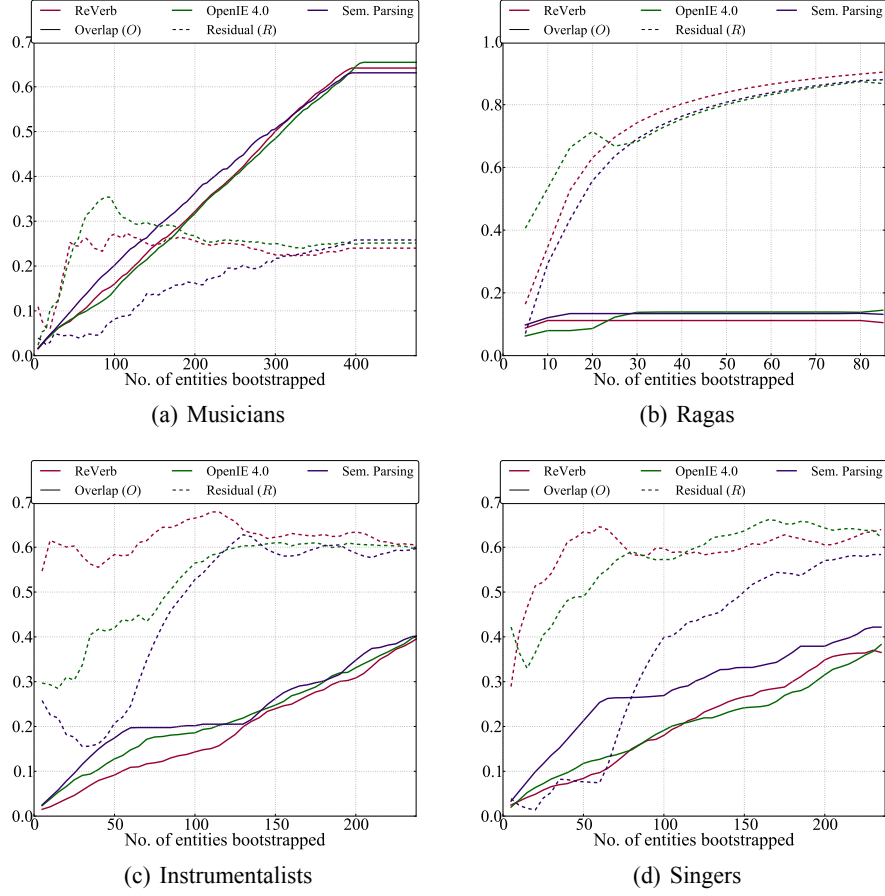 ReVerb OpenIE 4.0 Sem. Parsing
Overlap (O) Residual (R)
0.7
0.6
0.5
0.4
0.3
0.2
0.1
0.0
0 100 200 300 400
No. of entities bootstrapped
(a) Musicians
ReVerb OpenIE 4.0 Sem. Parsing
Overlap (O) Residual (R)
1.0
0.8
0.6
0.4
0.2
0.0
0 10 20 30 40 50 60 70 80
No. of entities bootstrapped
(b) Ragas
ReVerb OpenIE 4.0 Sem. Parsing
Overlap (O) Residual (R)
0.7
0.6
0.5
0.4
0.3
0.2
0.1
0.0
0 50 100 150 200
No. of entities bootstrapped
(c) Instrumentalists
ReVerb OpenIE 4.0 Sem. Parsing
Overlap (O) Residual (R)
0.7
0.6
0.5
0.4
0.3
0.2
0.1
0.0
0 50 100 150 200
No. of entities bootstrapped
(d) Singers